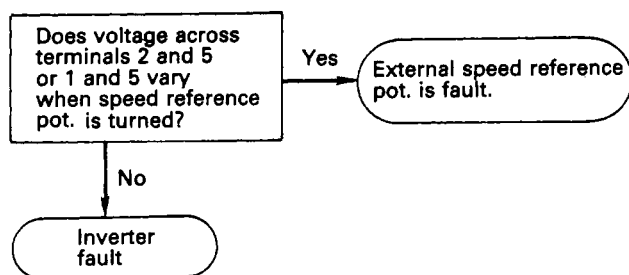 Does voltage across
terminals 2 and 5
or 1 and 5 vary
when speed reference
pot. is turned?
Yes
External speed reference
pot. is fault.
No
Inverter
fault